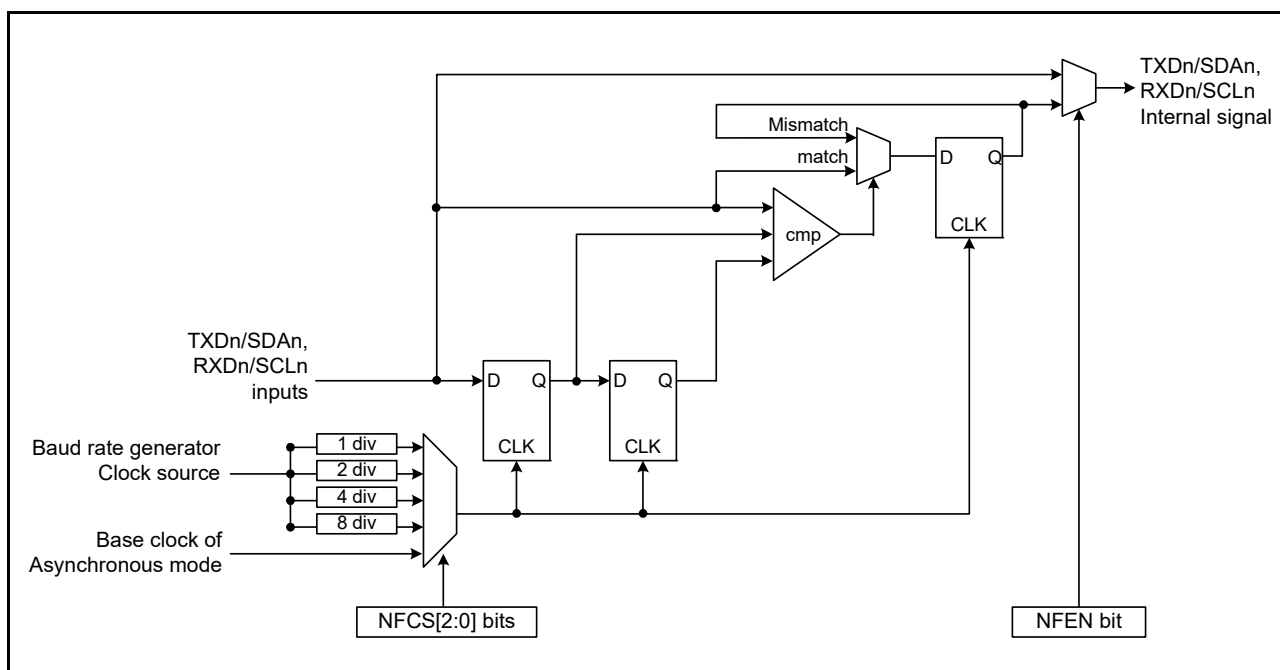 TXDn/SDAn,
RXDn/SCLn
Internal signal
Mismatch
match
D
Q
CLK
cmp
TXDn/SDAn,
RXDn/SCLn
inputs
D
Q
CLK
D
Q
CLK
Baud rate generator
Clock source
1 div
2 div
4 div
8 div
Base clock of
Asynchronous mode
NFCS[2:0] bits
NFEN bit